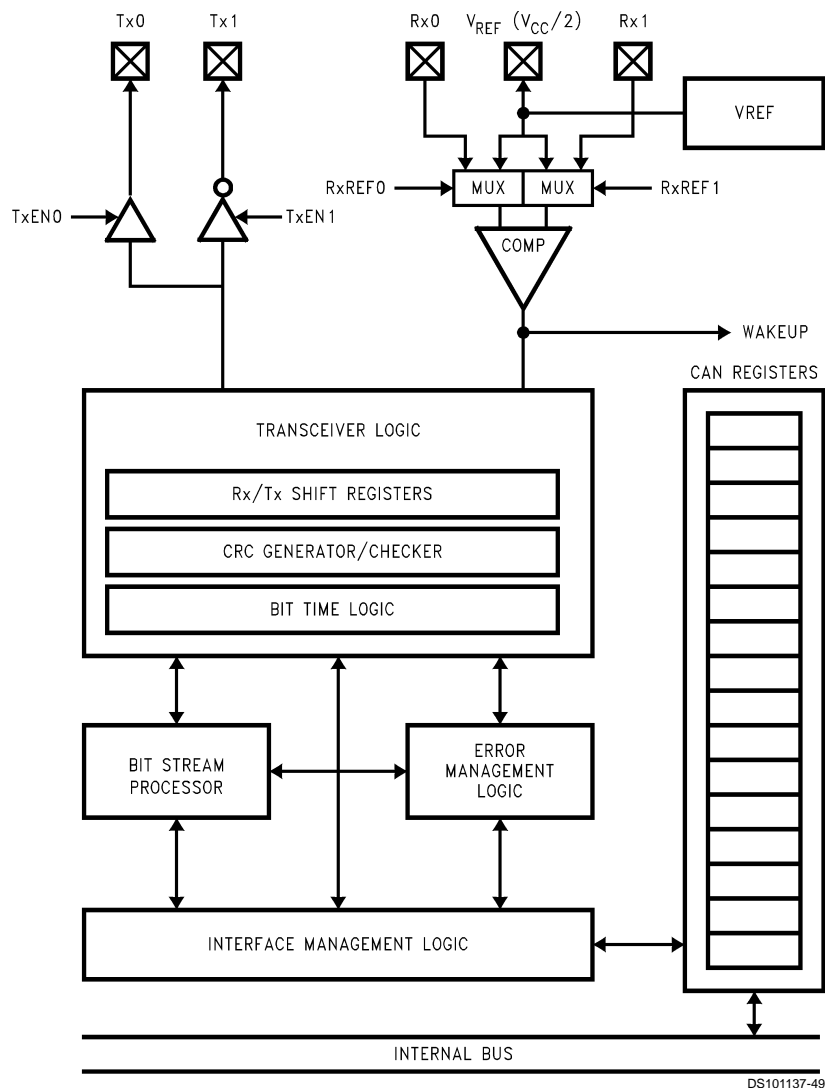 Tx0
Tx1
Rx0
VREF (VCC/2)
Rx1
VREF
RxREF0
MUX
MUX
RxREF1
TxEN0
TxEN1
COMP
WAKEUP
CAN REGISTERS
TRANSCEIVER LOGIC
Rx/Tx SHIFT REGISTERS
CRC GENERATOR/CHECKER
BIT TIME LOGIC
BIT STREAM
PROCESSOR
ERROR
MANAGEMENT
LOGIC
INTERFACE MANAGEMENT LOGIC
INTERNAL BUS
DS101137-49